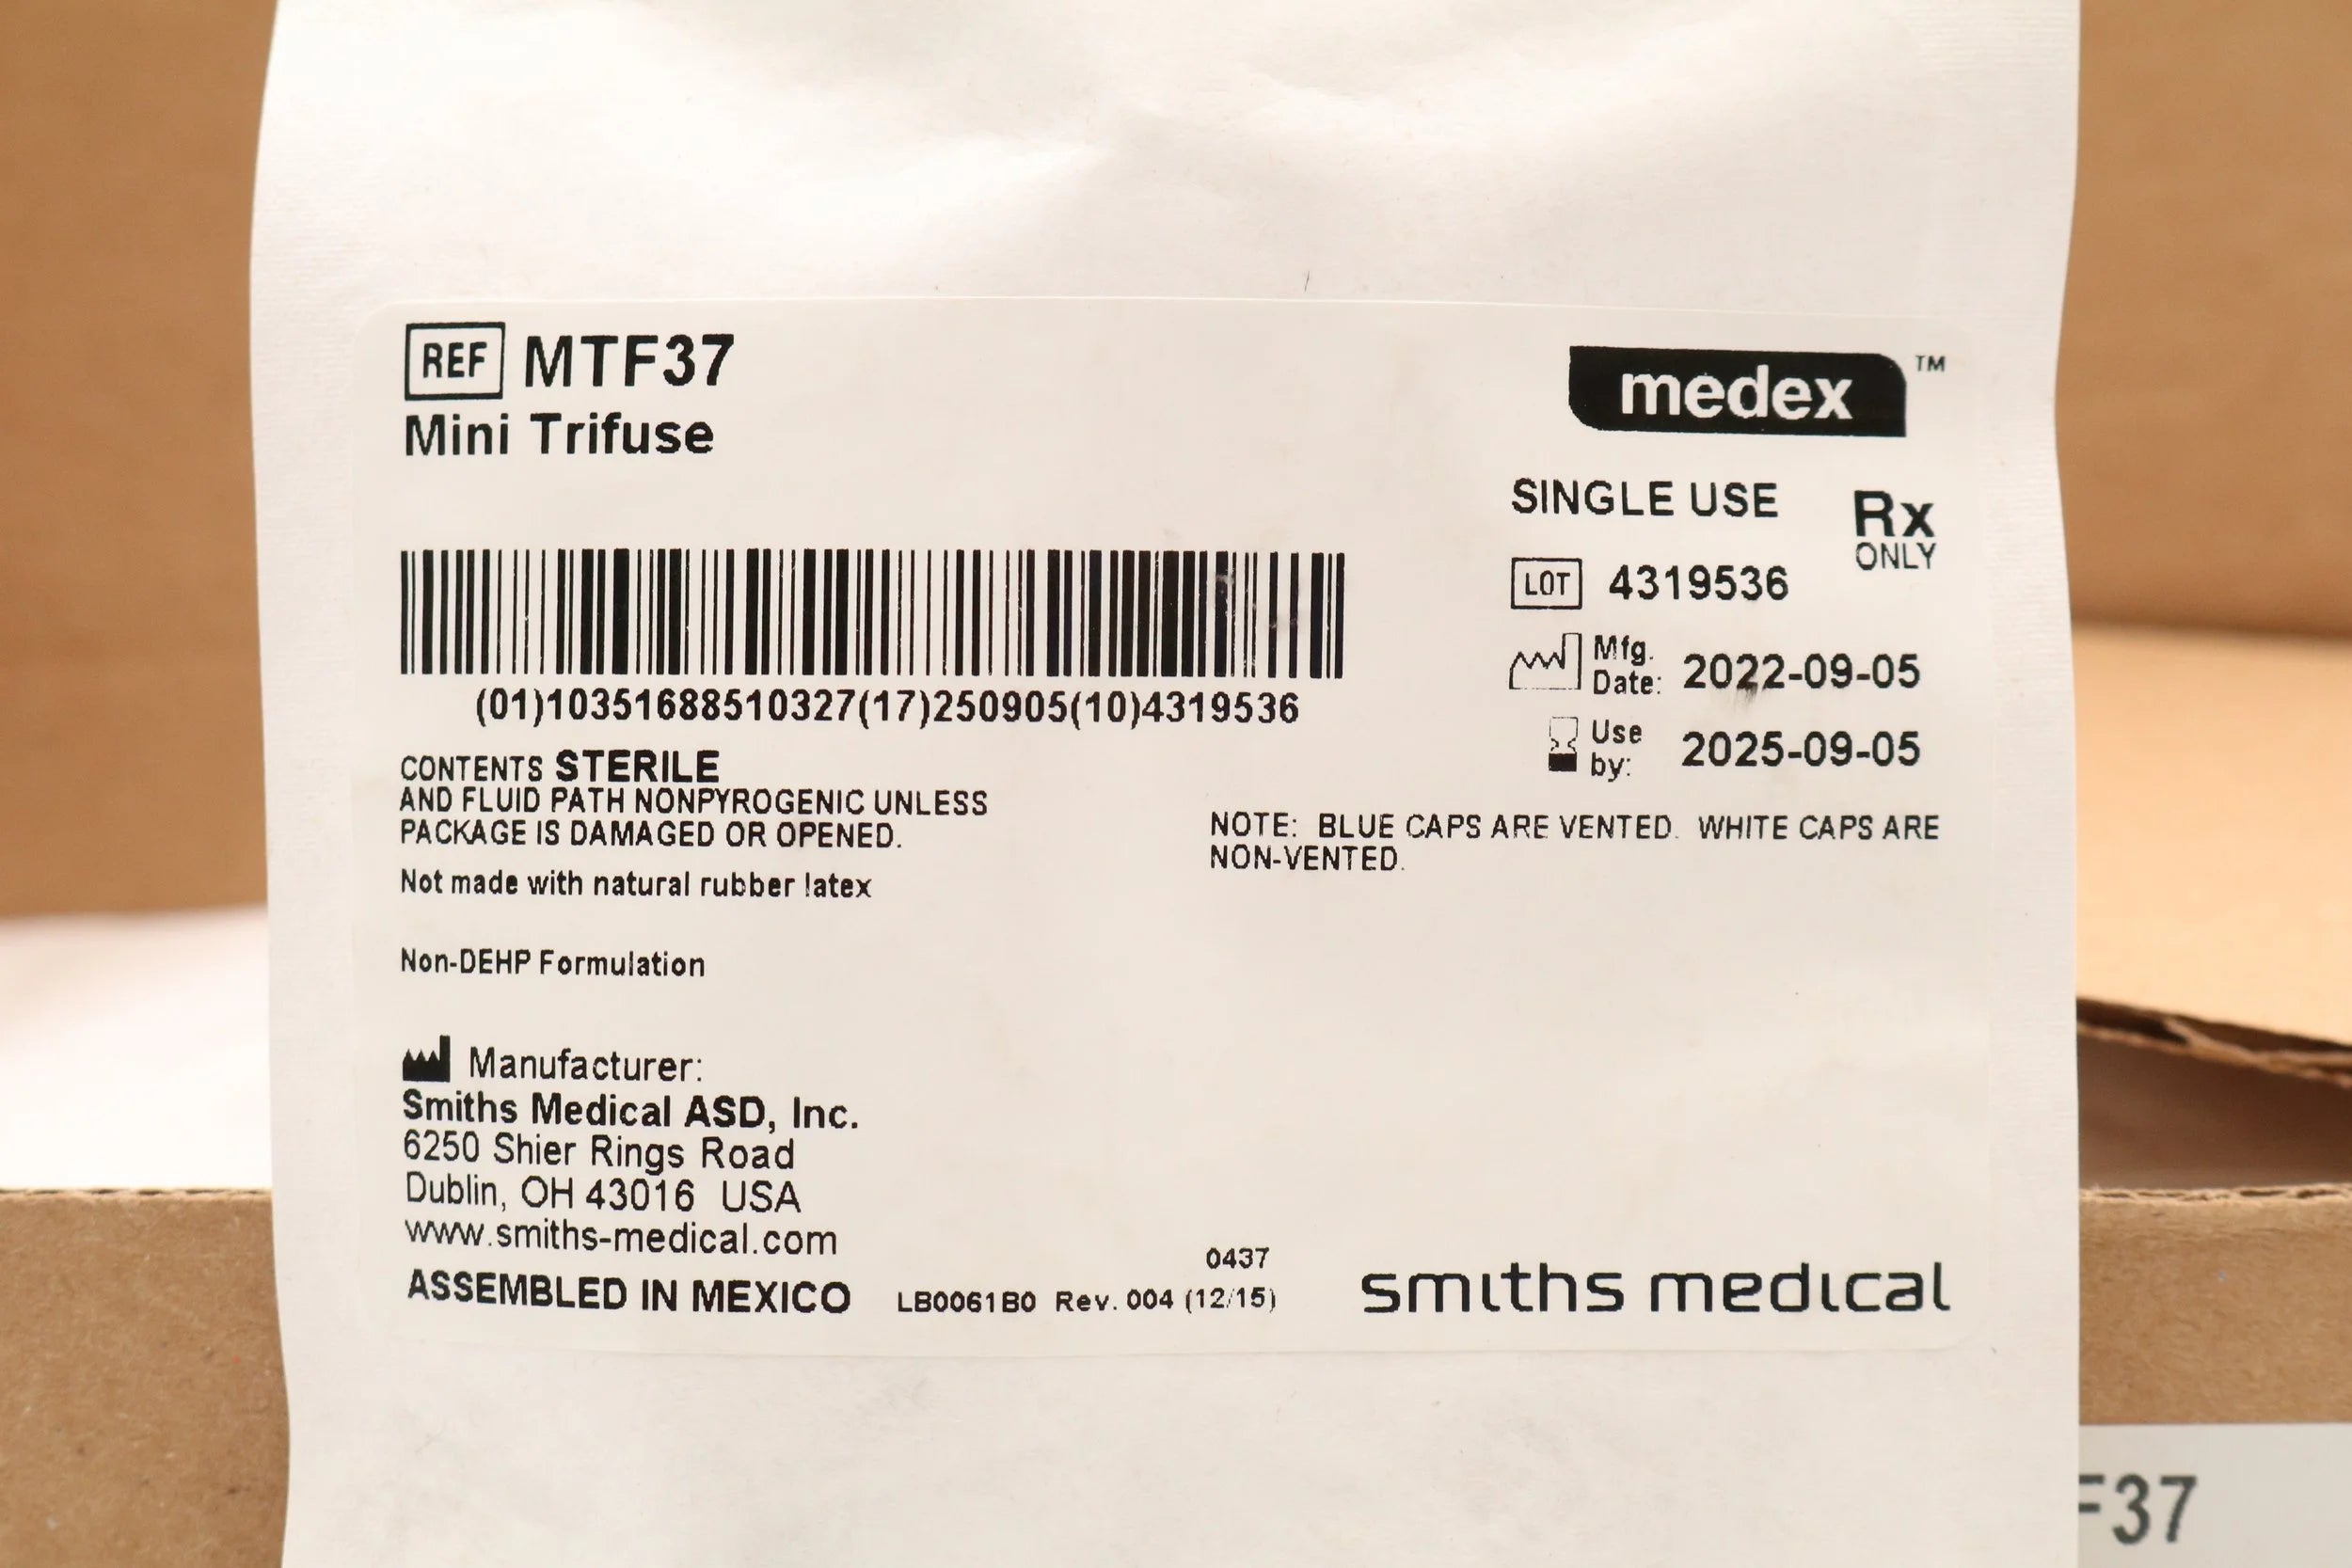 REF MTF37
Mini Trifuse
medex ™
SINGLE USE
Rx
ONLY
LOT 4319536
Mfg.
Date: 2022-09-05
Use
by: 2025-09-05
(01)10351688510327(17)250905(10)4319536
CONTENTS STERILE
AND FLUID PATH NONPYROGENIC UNLESS
PACKAGE IS DAMAGED OR OPENED.
NOTE: BLUE CAPS ARE VENTED. WHITE CAPS ARE
NON-VENTED.
Not made with natural rubber latex
Non-DEHP Formulation
Manufacturer:
Smiths Medical ASD, Inc.
6250 Shier Rings Road
Dublin, OH 43016 USA
www.smiths-medical.com
ASSEMBLED IN MEXICO
0437
LB0061B0 Rev. 004 (12/15)
smiths medical
F37